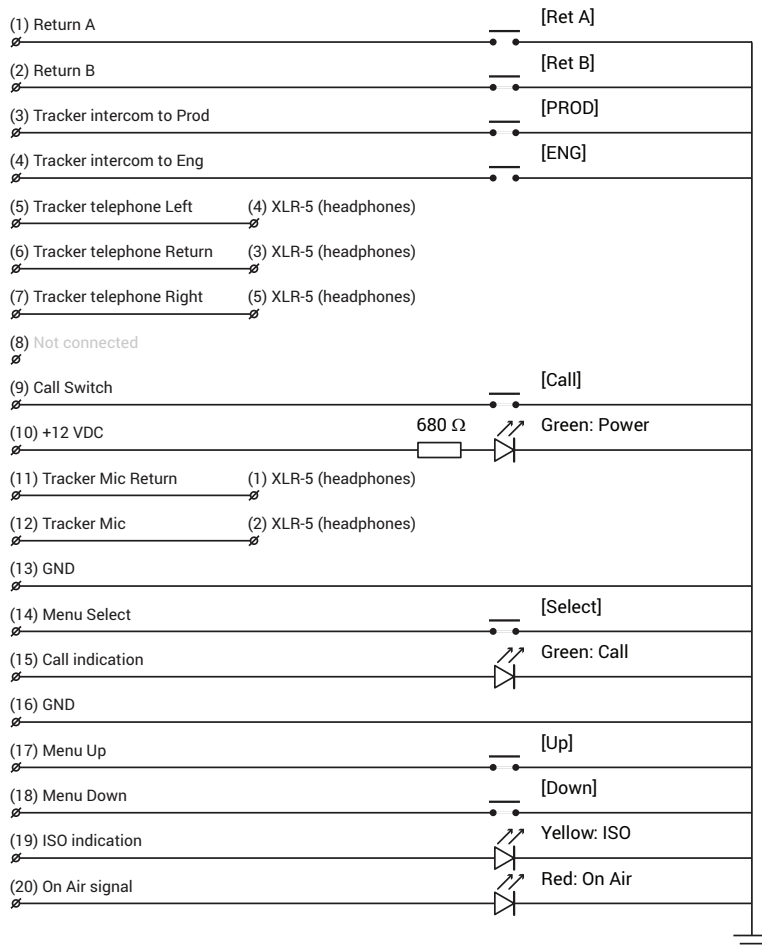 (1) Return A [Ret A]
(2) Return B [Ret B]
(3) Tracker intercom to Prod [PROD]
(4) Tracker intercom to Eng [ENG]
(5) Tracker telephone Left (4) XLR-5 (headphones)
(6) Tracker telephone Return (3) XLR-5 (headphones)
(7) Tracker telephone Right (5) XLR-5 (headphones)
(8) Not connected
(9) Call Switch [Call]
(10) +12 VDC 680 Ω Green: Power
(11) Tracker Mic Return (1) XLR-5 (headphones)
(12) Tracker Mic (2) XLR-5 (headphones)
(13) GND
(14) Menu Select [Select]
(15) Call indication Green: Call
(16) GND
(17) Menu Up [Up]
(18) Menu Down [Down]
(19) ISO indication Yellow: ISO
(20) On Air signal Red: On Air